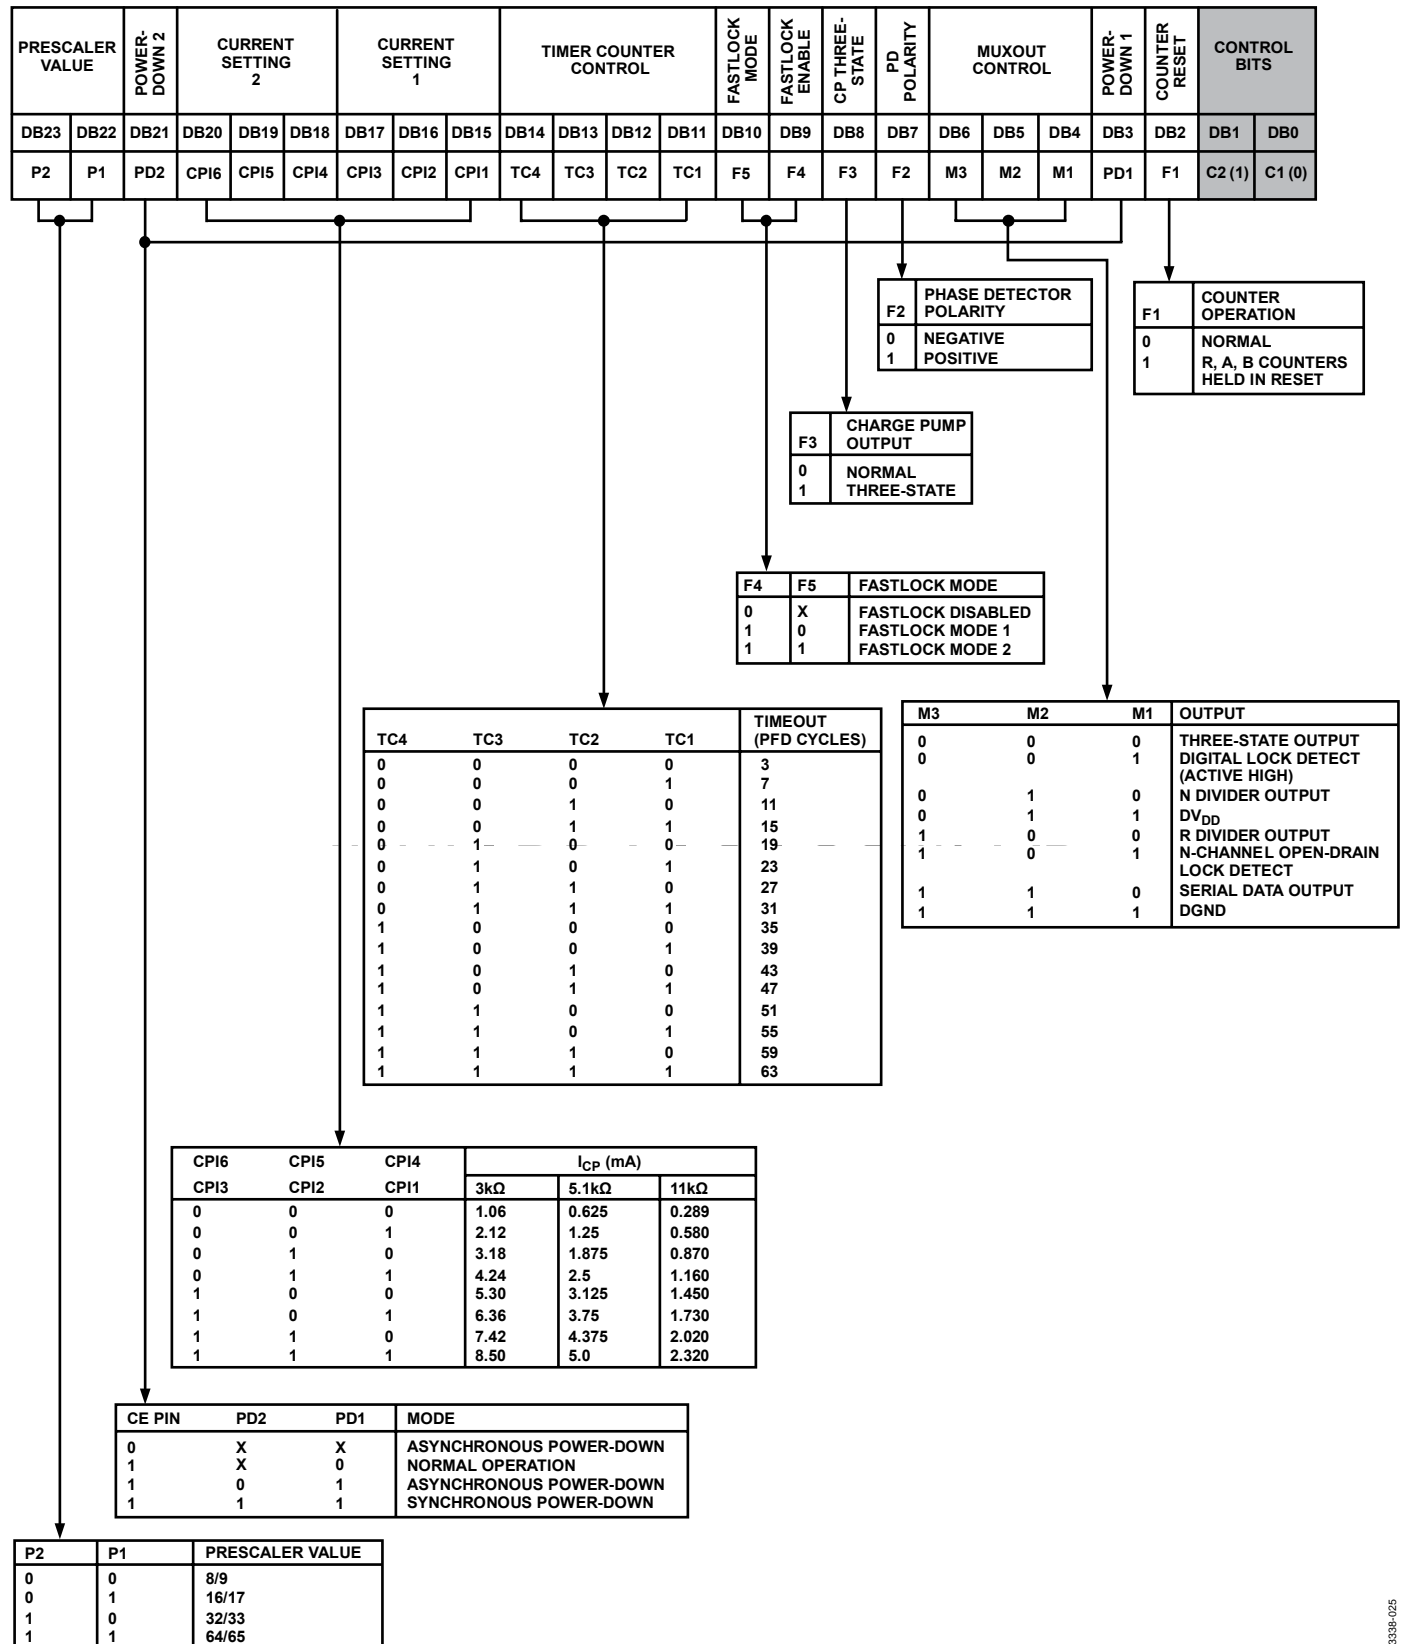 PRESCALER VALUE
POWER-DOWN 2
CURRENT SETTING 2
CURRENT SETTING 1
TIMER COUNTER CONTROL
FASTLOCK MODE
FASTLOCK ENABLE
CP THREE-STATE
PD POLARITY
MUXOUT CONTROL
POWER-DOWN 1
COUNTER RESET
CONTROL BITS
DB23 DB22 DB21 DB20 DB19 DB18 DB17 DB16 DB15 DB14 DB13 DB12 DB11 DB10 DB9 DB8 DB7 DB6 DB5 DB4 DB3 DB2 DB1 DB0
P2 P1 PD2 CPI6 CPI5 CPI4 CPI3 CPI2 CPI1 TC4 TC3 TC2 TC1 F5 F4 F3 F2 M3 M2 M1 PD1 F1 C2 (1) C1 (0)
F2 PHASE DETECTOR POLARITY
0 NEGATIVE
1 POSITIVE
F1 COUNTER OPERATION
0 NORMAL
1 R, A, B COUNTERS
HELD IN RESET
F3 CHARGE PUMP OUTPUT
0 NORMAL
1 THREE-STATE
F4 F5 FASTLOCK MODE
0 X FASTLOCK DISABLED
1 0 FASTLOCK MODE 1
1 1 FASTLOCK MODE 2
TC4 TC3 TC2 TC1 TIMEOUT (PFD CYCLES)
0 0 0 0 3
0 0 0 1 7
0 0 1 0 11
0 0 1 1 15
0 1 0 0 19
0 1 0 1 23
0 1 1 0 27
0 1 1 1 31
1 0 0 0 35
1 0 0 1 39
1 0 1 0 43
1 0 1 1 47
1 1 0 0 51
1 1 0 1 55
1 1 1 0 59
1 1 1 1 63
M3 M2 M1 OUTPUT
0 0 0 THREE-STATE OUTPUT
0 0 1 DIGITAL LOCK DETECT
(ACTIVE HIGH)
0 1 0 N DIVIDER OUTPUT
0 1 1 DVDD
1 0 0 R DIVIDER OUTPUT
1 0 1 N-CHANNEL OPEN-DRAIN
LOCK DETECT
1 1 0 SERIAL DATA OUTPUT
1 1 1 DGND
CPI6 CPI5 CPI4 ICP (mA)
CPI3 CPI2 CPI1 3kΩ 5.1kΩ 11kΩ
0 0 0 1.06 0.625 0.289
0 0 1 2.12 1.25 0.580
0 1 0 3.18 1.875 0.870
0 1 1 4.24 2.5 1.160
1 0 0 5.30 3.125 1.450
1 0 1 6.36 3.75 1.730
1 1 0 7.42 4.375 2.020
1 1 1 8.50 5.0 2.320
CE PIN PD2 PD1 MODE
0 X X ASYNCHRONOUS POWER-DOWN
1 X 0 NORMAL OPERATION
1 0 1 ASYNCHRONOUS POWER-DOWN
1 1 1 SYNCHRONOUS POWER-DOWN
P2 P1 PRESCALER VALUE
0 0 8/9
0 1 16/17
1 0 32/33
1 1 64/65
3338-025